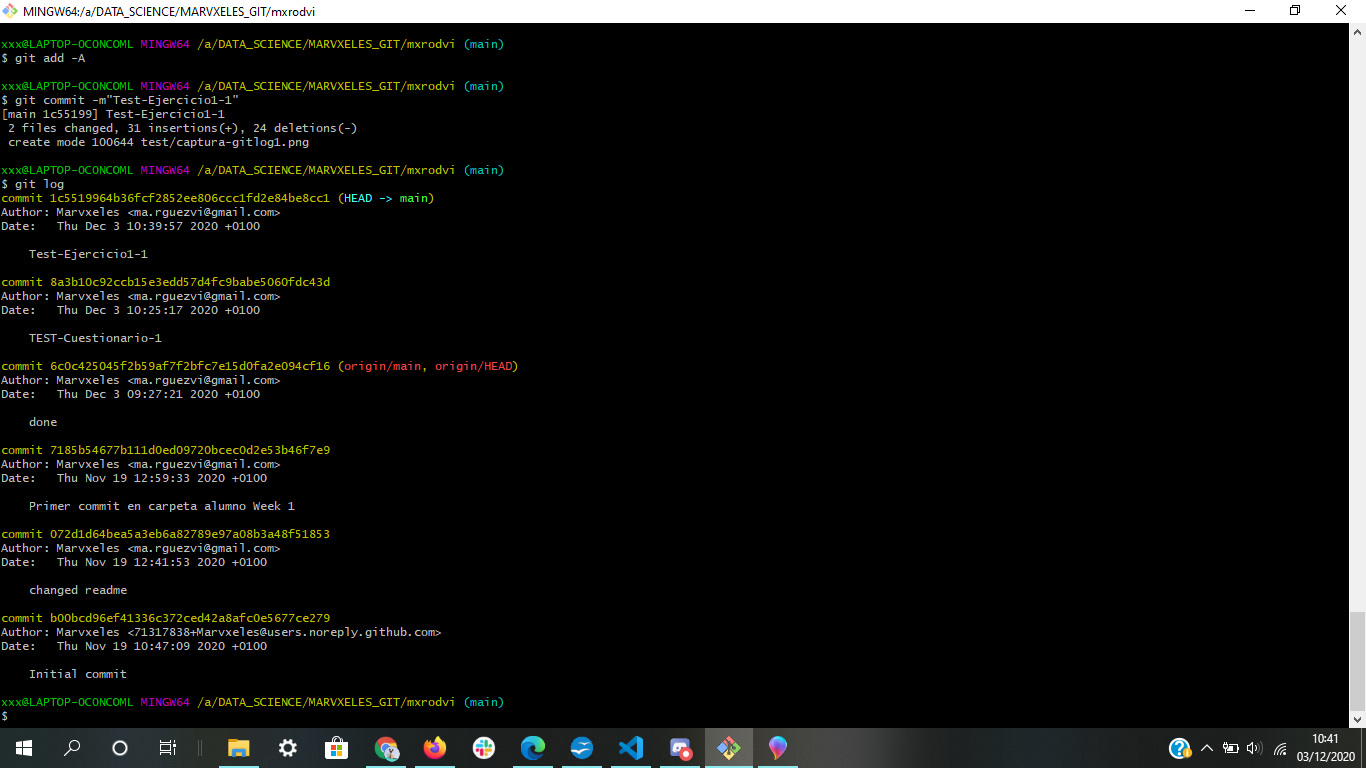 MINGW64:/a/DATA_SCIENCE/MARVXELES_GIT/mxrodvi
xxx@LAPTOP-OCONCOML MINGW64 /a/DATA_SCIENCE/MARVXELES_GIT/mxrodvi (main)
$ git add -A
xxx@LAPTOP-OCONCOML MINGW64 /a/DATA_SCIENCE/MARVXELES_GIT/mxrodvi (main)
$ git commit -m"Test-Ejercicio1-1"
[main 1c55199] Test-Ejercicio1-1
2 files changed, 31 insertions(+), 24 deletions(-)
create mode 100644 test/captura-gitlog1.png
xxx@LAPTOP-OCONCOML MINGW64 /a/DATA_SCIENCE/MARVXELES_GIT/mxrodvi (main)
$ git log
commit 1c5519964b36fcf2852ee806ccc1fd2e84be8cc1 (HEAD -> main)
Author: Marvxeles <ma.rguezvi@gmail.com>
Date:   Thu Dec 3 10:39:57 2020 +0100
Test-Ejercicio1-1
commit 8a3b10c92ccb15e3edd57d4fc9babe5060fdc43d
Author: Marvxeles <ma.rguezvi@gmail.com>
Date:   Thu Dec 3 10:25:17 2020 +0100
TEST-Cuestionario-1
commit 6c0c425045f2b59af7f2bfc7e15d0fa2e094cf16 (origin/main, origin/HEAD)
Author: Marvxeles <ma.rguezvi@gmail.com>
Date:   Thu Dec 3 09:27:21 2020 +0100
done
commit 7185b54677b111d0ed09720bcec0d2e53b46f7e9
Author: Marvxeles <ma.rguezvi@gmail.com>
Date:   Thu Nov 19 12:59:33 2020 +0100
Primer commit en carpeta alumno Week 1
commit 072d1d64bea5a3eb6a82789e97a08b3a48f51853
Author: Marvxeles <ma.rguezvi@gmail.com>
Date:   Thu Nov 19 12:41:53 2020 +0100
changed readme
commit b00bcd96ef41336c372ced42a8afc0e5677ce279
Author: Marvxeles <71317838+Marvxeles@users.noreply.github.com>
Date:   Thu Nov 19 10:47:09 2020 +0100
Initial commit
xxx@LAPTOP-OCONCOML MINGW64 /a/DATA_SCIENCE/MARVXELES_GIT/mxrodvi (main)
$
10:41
03/12/2020